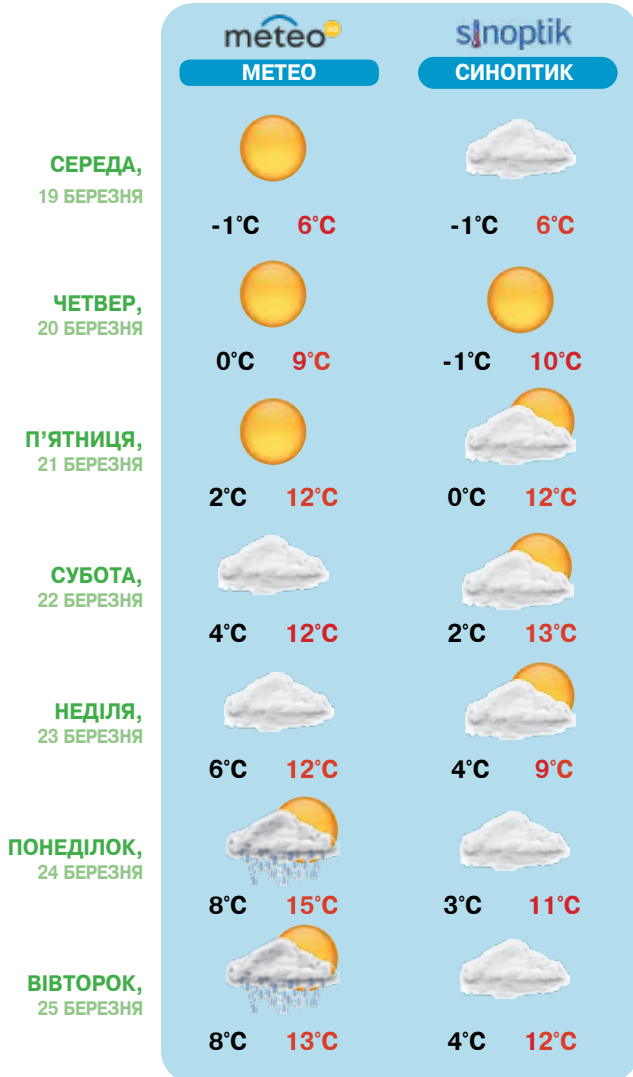 meteo sinoptik
МЕТЕО СИНОПТИК
СЕРЕДА,
19 БЕРЕЗНЯ
-1°C 6°C -1°C 6°C
ЧЕТВЕР,
20 БЕРЕЗНЯ
0°C 9°C -1°C 10°C
П’ЯТНИЦЯ,
21 БЕРЕЗНЯ
2°C 12°C 0°C 12°C
СУБОТА,
22 БЕРЕЗНЯ
4°C 12°C 2°C 13°C
НЕДІЛЯ,
23 БЕРЕЗНЯ
6°C 12°C 4°C 9°C
ПОНЕДІЛОК,
24 БЕРЕЗНЯ
8°C 15°C 3°C 11°C
ВІВТОРОК,
25 БЕРЕЗНЯ
8°C 13°C 4°C 12°C